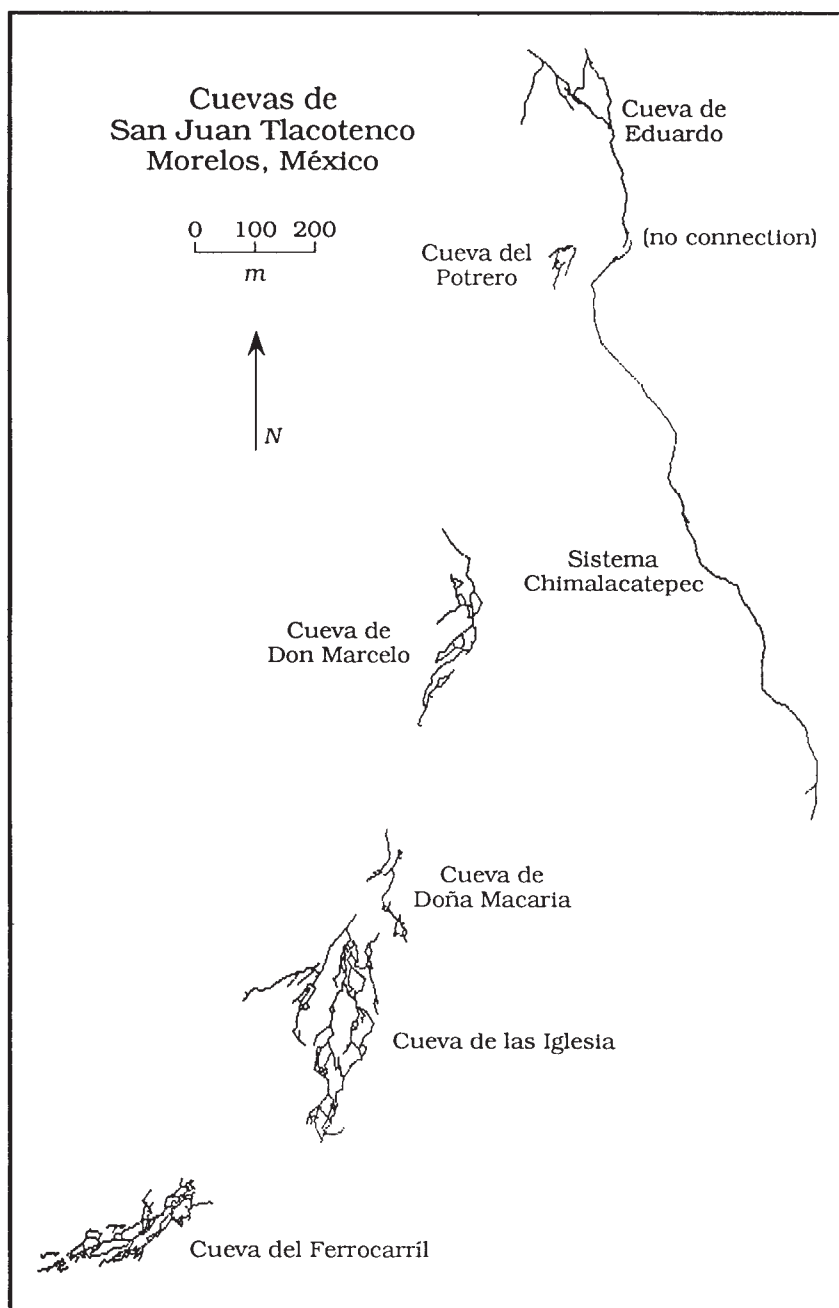 Cuevas de
San Juan Tlacotenco
Morelos, México
0 100 200
m
N
Cueva de
Eduardo
(no connection)
Cueva del
Potrero
Sistema
Chimalacatepec
Cueva de
Don Marcelo
Cueva de
Doña Macaria
Cueva de las Iglesia
Cueva del Ferrocarríl